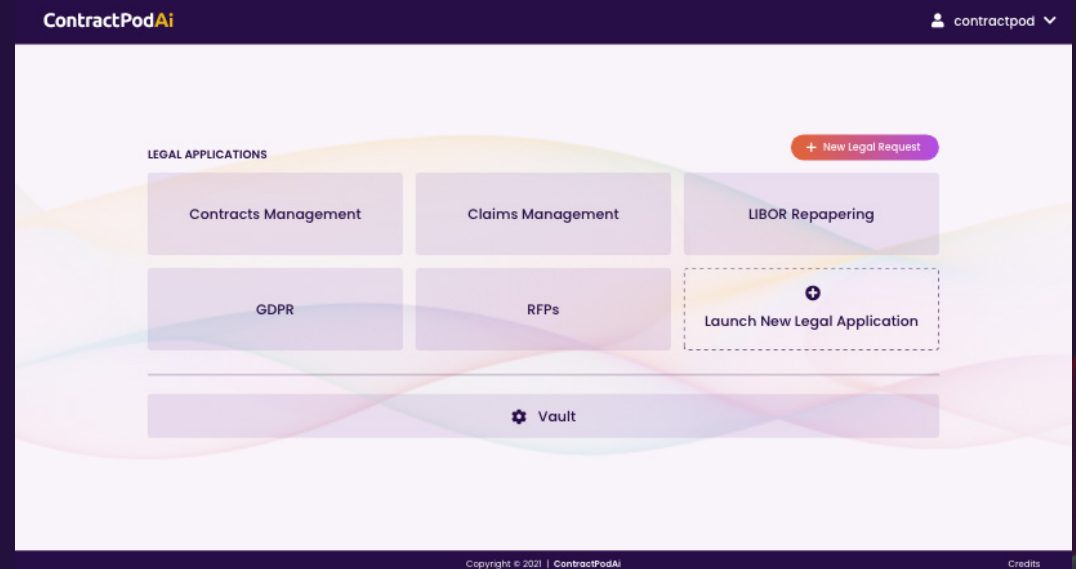 ContractPodAi
contractpod
LEGAL APPLICATIONS
New Legal Request
Contracts Management
Claims Management
LIBOR Repapering
GDPR
RFPs
Launch New Legal Application
Vault
Copyright © 2021 | ContractPodAi
Credits